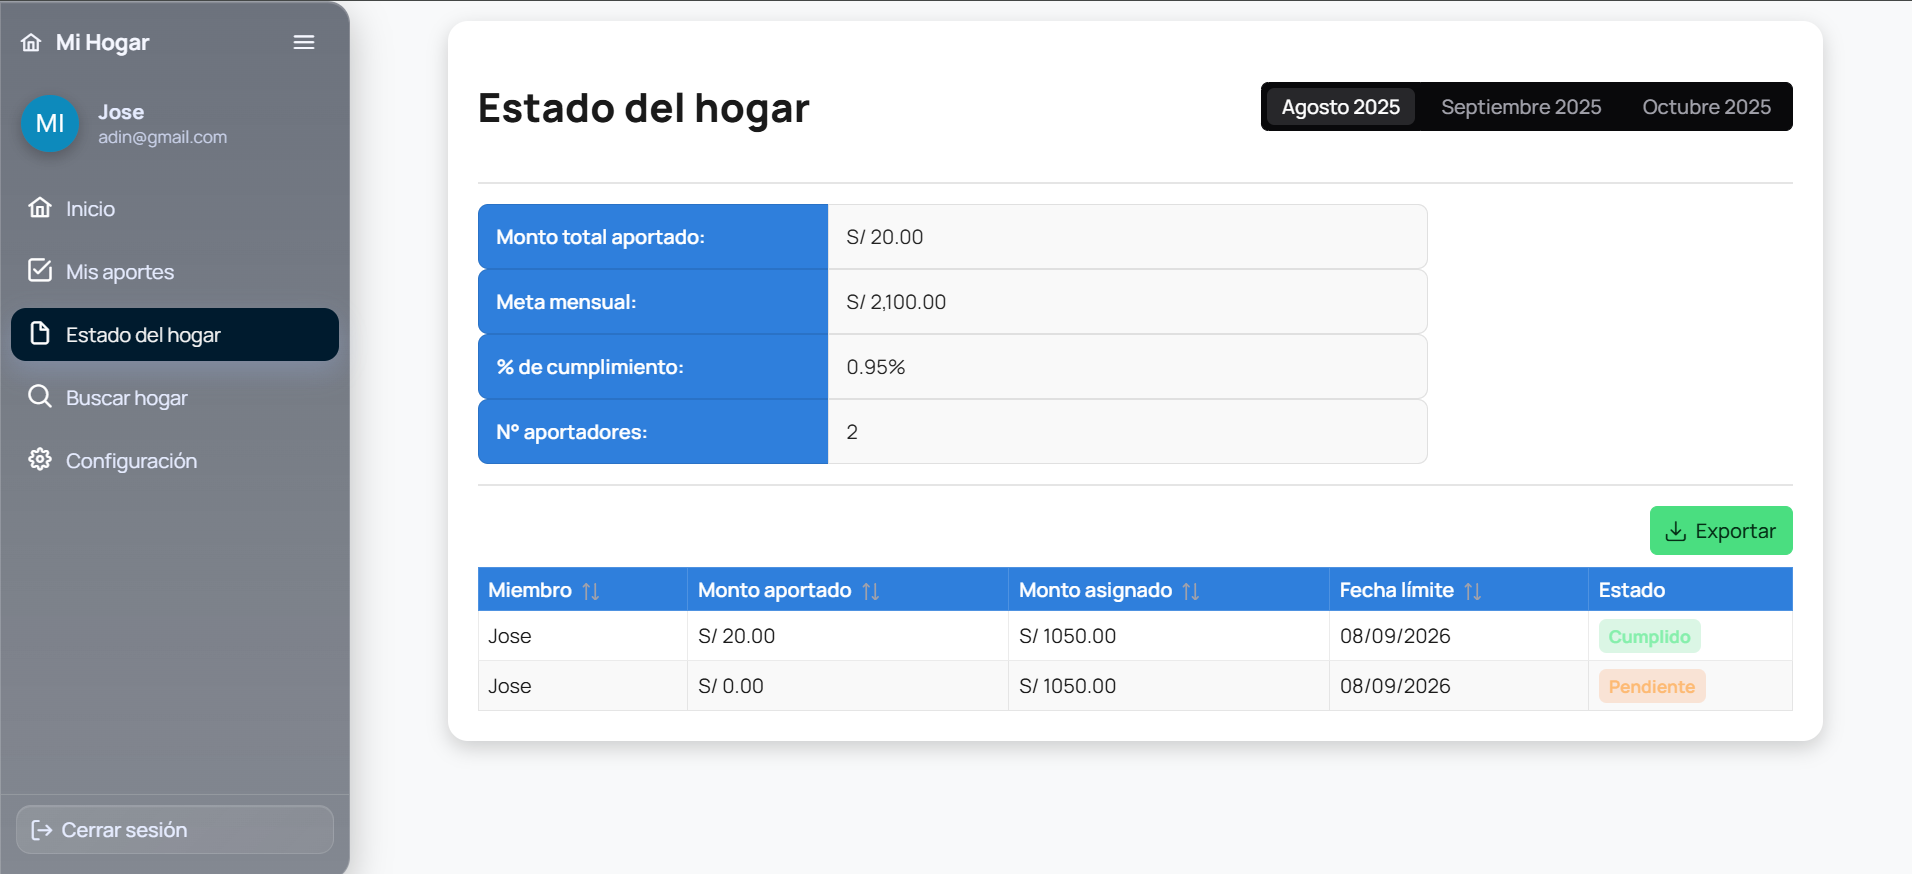 Mi Hogar
MI
Jose
adin@gmail.com
Inicio
Mis aportes
Estado del hogar
Buscar hogar
Configuración
Cerrar sesión
Estado del hogar
Agosto 2025 Septiembre 2025 Octubre 2025
Monto total aportado: S/ 20.00
Meta mensual: S/ 2,100.00
% de cumplimiento: 0.95%
N° aportadores: 2
Exportar
Miembro Monto aportado Monto asignado Fecha límite Estado
Jose S/ 20.00 S/ 1050.00 08/09/2026 Cumplido
Jose S/ 0.00 S/ 1050.00 08/09/2026 Pendiente